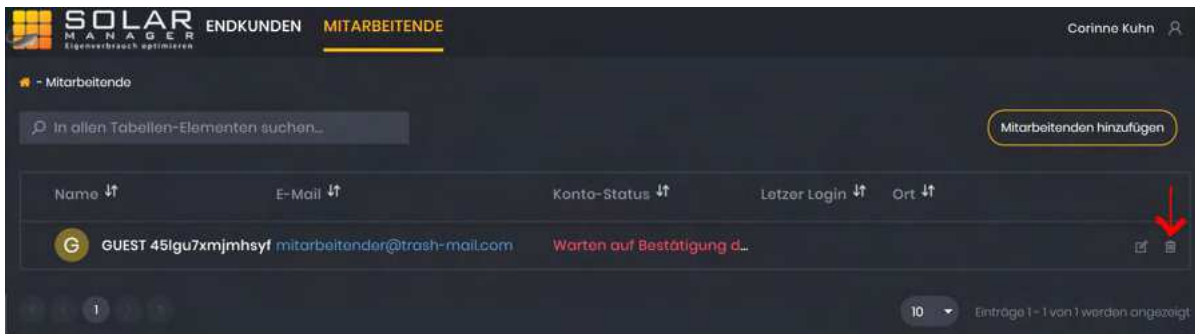 SOLAR
MANAGER
Eigenverbrauch optimieren
ENDKUNDEN MITARBEITENDE
Corinne Kuhn
- Mitarbeitende
In allen Tabellen-Elementen suchen...
Mitarbeitenden hinzufügen
Name E-Mail Konto-Status Letzer Login Ort
G GUEST 45lgu7xmjmhsyf mitarbeitender@trash-mail.com Warten auf Bestätigung d...
1
10 Einträge 1 - 1 von 1 werden angezeigt